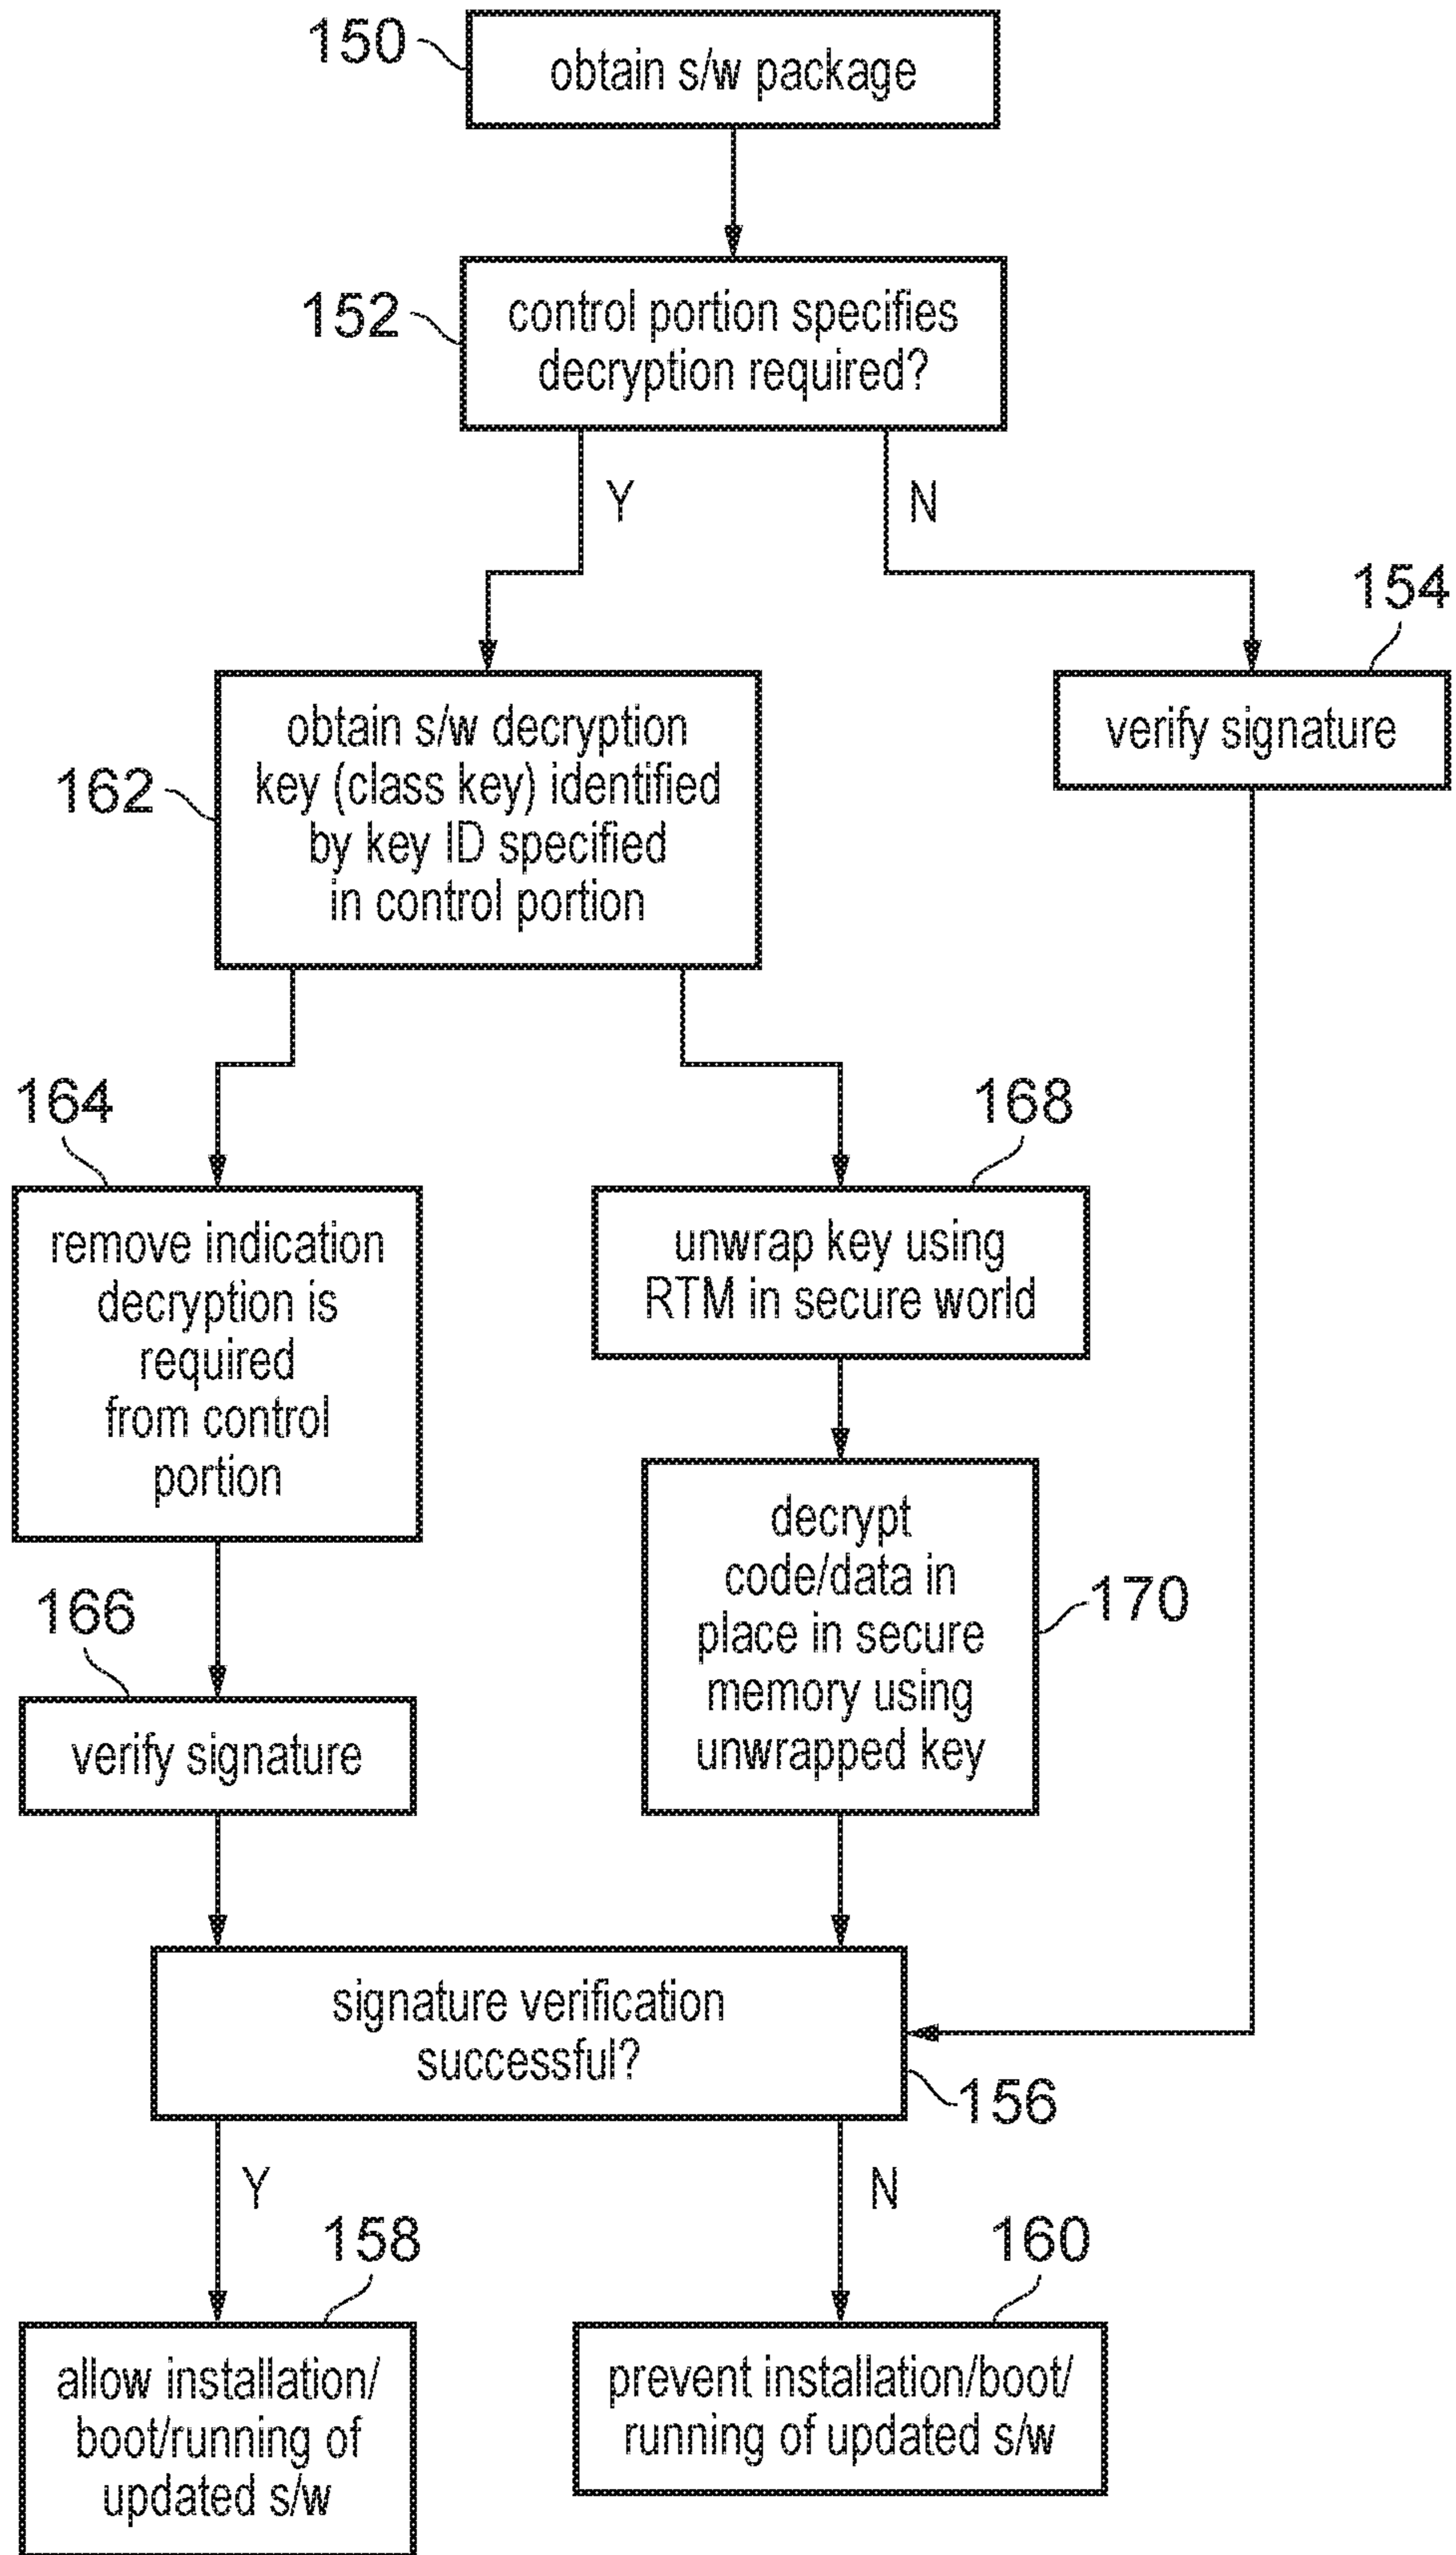 150
obtain s/w package
152
control portion specifies
decryption required?
Y
N
154
verify signature
162
obtain s/w decryption
key (class key) identified
by key ID specified
in control portion
164
remove indication
decryption is
required
from control
portion
168
unwrap key using
RTM in secure world
166
verify signature
decrypt
code/data in
place in secure
memory using
unwrapped key
170
signature verification
successful?
156
Y
N
158
allow installation/
boot/running of
updated s/w
160
prevent installation/boot/
running of updated s/w